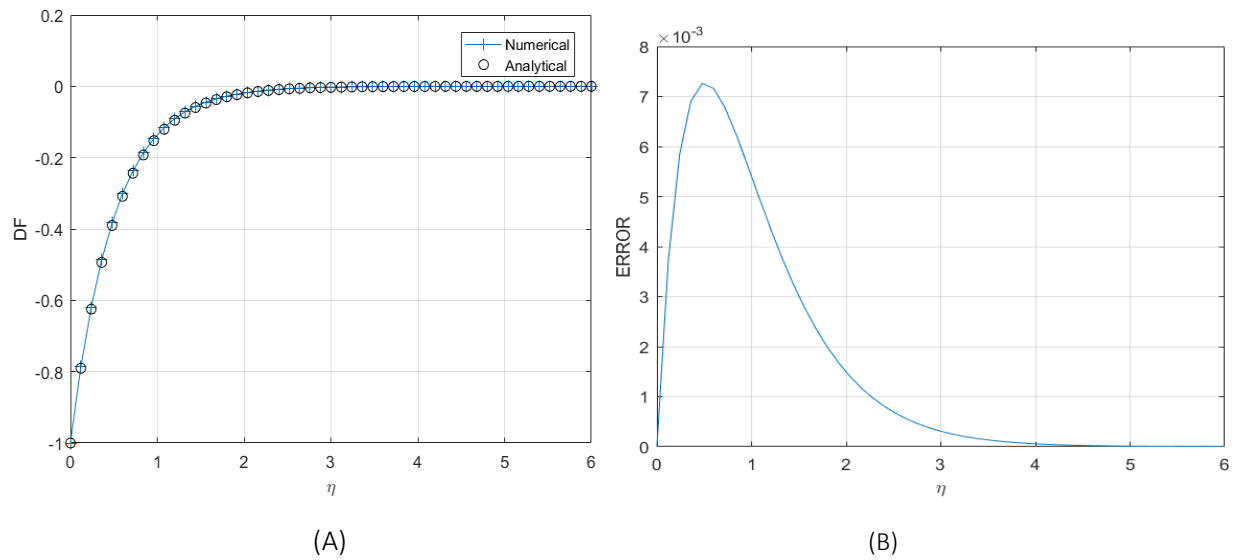 0.2
0
-0.2
-0.4
-0.6
-0.8
-1
DF
0 1 2 3 4 5 6
η
Numerical
Analytical
(A)
×10⁻³
8
7
6
5
4
3
2
1
0
ERROR
0 1 2 3 4 5 6
η
(B)